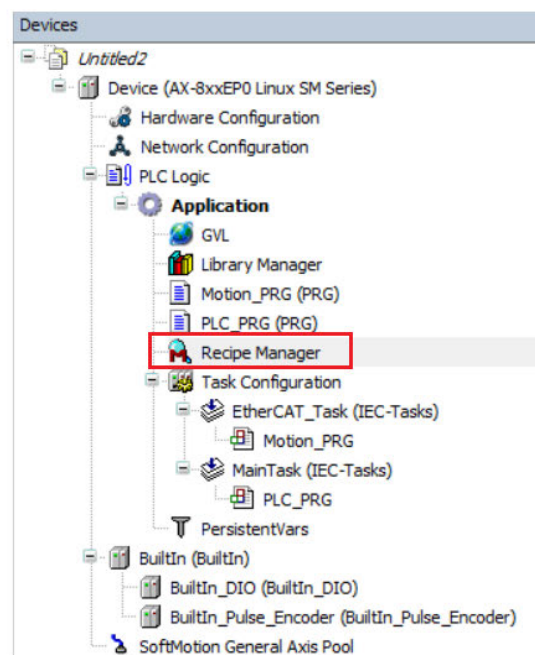 Devices
Untitled2
Device (AX-8xxEP0 Linux SM Series)
Hardware Configuration
Network Configuration
PLC Logic
Application
GVL
Library Manager
Motion_PRG (PRG)
PLC_PRG (PRG)
Recipe Manager
Task Configuration
EtherCAT_Task (IEC-Tasks)
Motion_PRG
MainTask (IEC-Tasks)
PLC_PRG
PersistentVars
BuiltIn (BuiltIn)
BuiltIn_DIO (BuiltIn_DIO)
BuiltIn_Pulse_Encoder (BuiltIn_Pulse_Encoder)
SoftMotion General Axis Pool